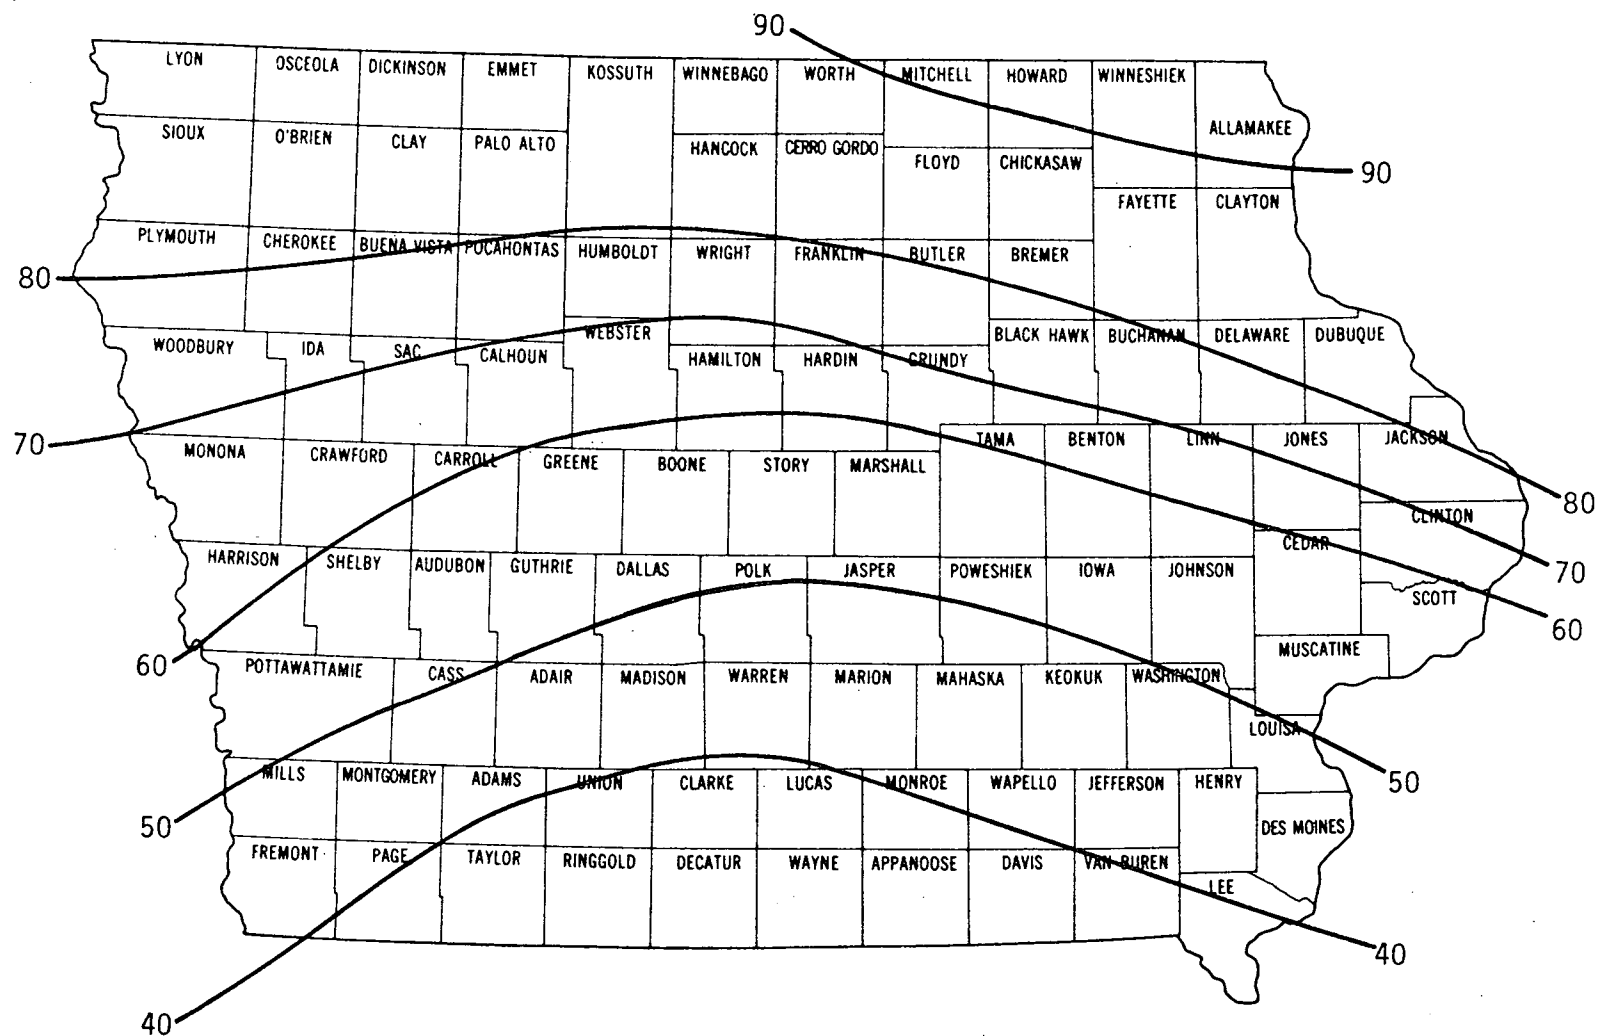 90
LYON OSCEOLA DICKINSON EMMET KOSSUTH WINNEBAGO WORTH MITCHELL HOWARD WINNESHIEK
ALLAMAKEE
SIOUX O'BRIEN CLAY PALO ALTO HANCOCK CERRO GORDO FLOYD CHICKASAW
90
FAYETTE CLAYTON
PLYMOUTH CHEROKEE BUENA VISTA POCAHONTAS HUMBOLDT WRIGHT FRANKLIN BUTLER BREMER
80
WOODBURY IDA SAC CALHOUN WEBSTER HAMILTON HARDIN GRUNDY BLACK HAWK BUCHANAN DELAWARE DUBUQUE
70
MONONA CRAWFORD CARROLL GREENE BOONE STORY MARSHALL TAMA BENTON LINN JONES JACKSON
80
CLINTON
CEDAR
HARRISON SHELBY AUDUBON GUTHRIE DALLAS POLK JASPER POWESHIEK IOWA JOHNSON
70
SCOTT
60
MUSCATINE
60
POTTAWATTAMIE CASS ADAIR MADISON WARREN MARION MAHASKA KEOKUK WASHINGTON
LOUISA
MILLS MONTGOMERY ADAMS UNION CLARKE LUCAS MONROE WAPELLO JEFFERSON HENRY
50
50
DES MOINES
FREMONT PAGE TAYLOR RINGGOLD DECATUR WAYNE APPANOOSE DAVIS VAN BUREN
LEE
40
40